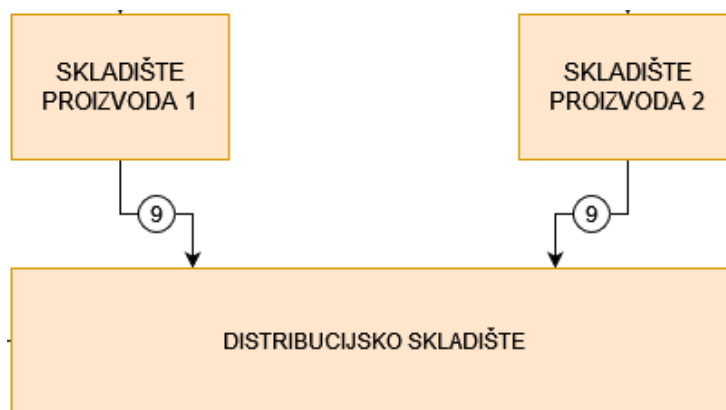 SKLADIŠTE
PROIZVODA 1
SKLADIŠTE
PROIZVODA 2
9
9
DISTRIBUCIJSKO SKLADIŠTE